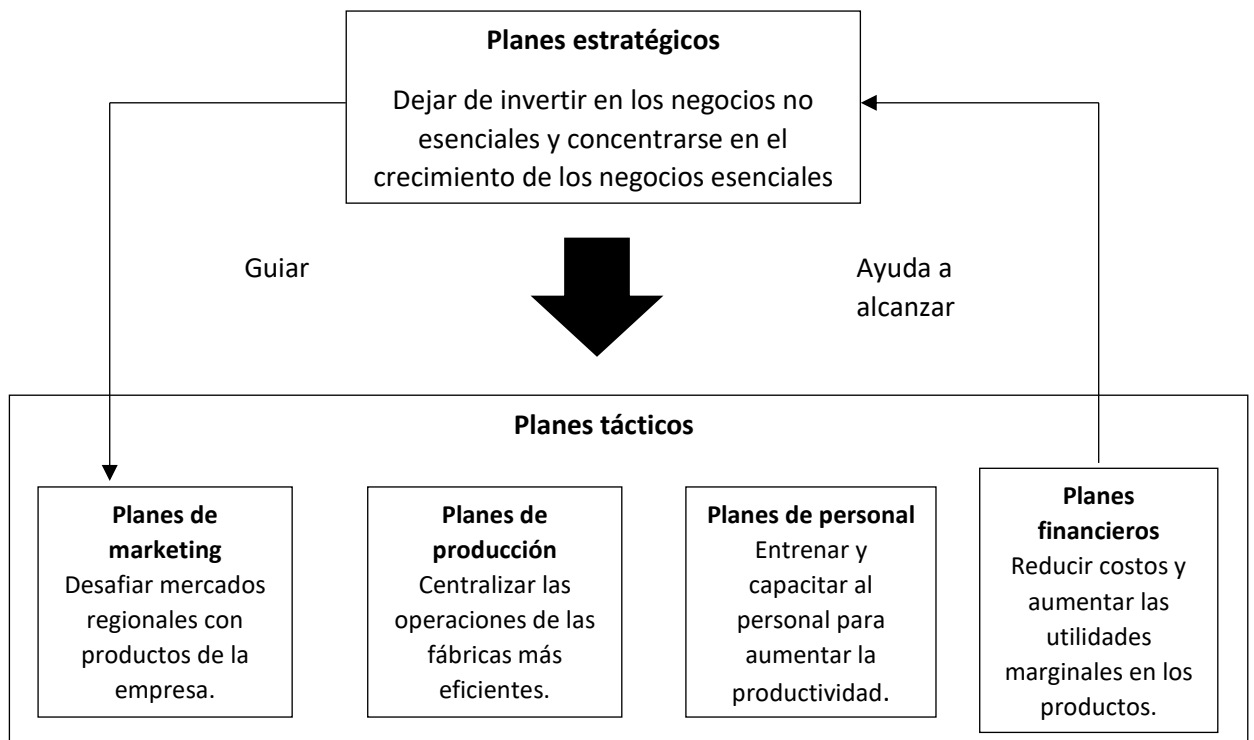 Planes estratégicos
Dejar de invertir en los negocios no
esenciales y concentrarse en el
crecimiento de los negocios esenciales
Guiar
Ayuda a
alcanzar
Planes tácticos
Planes de
marketing
Desafiar mercados
regionales con
productos de la
empresa.
Planes de
producción
Centralizar las
operaciones de las
fábricas más
eficientes.
Planes de personal
Entrenar y
capacitar al
personal para
aumentar la
productividad.
Planes
financieros
Reducir costos y
aumentar las
utilidades
marginales en los
productos.